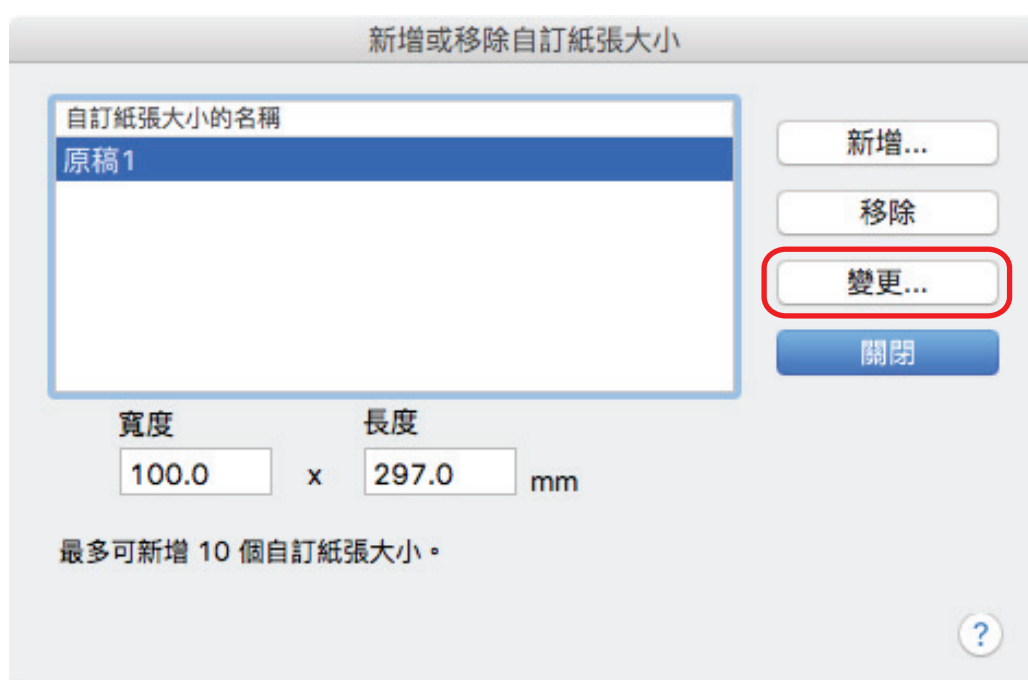 新增或移除自訂紙張大小
自訂紙張大小的名稱
原稿1
新增...
移除
變更...
關閉
寬度 長度
100.0 x 297.0 mm
最多可新增 10 個自訂紙張大小。
?